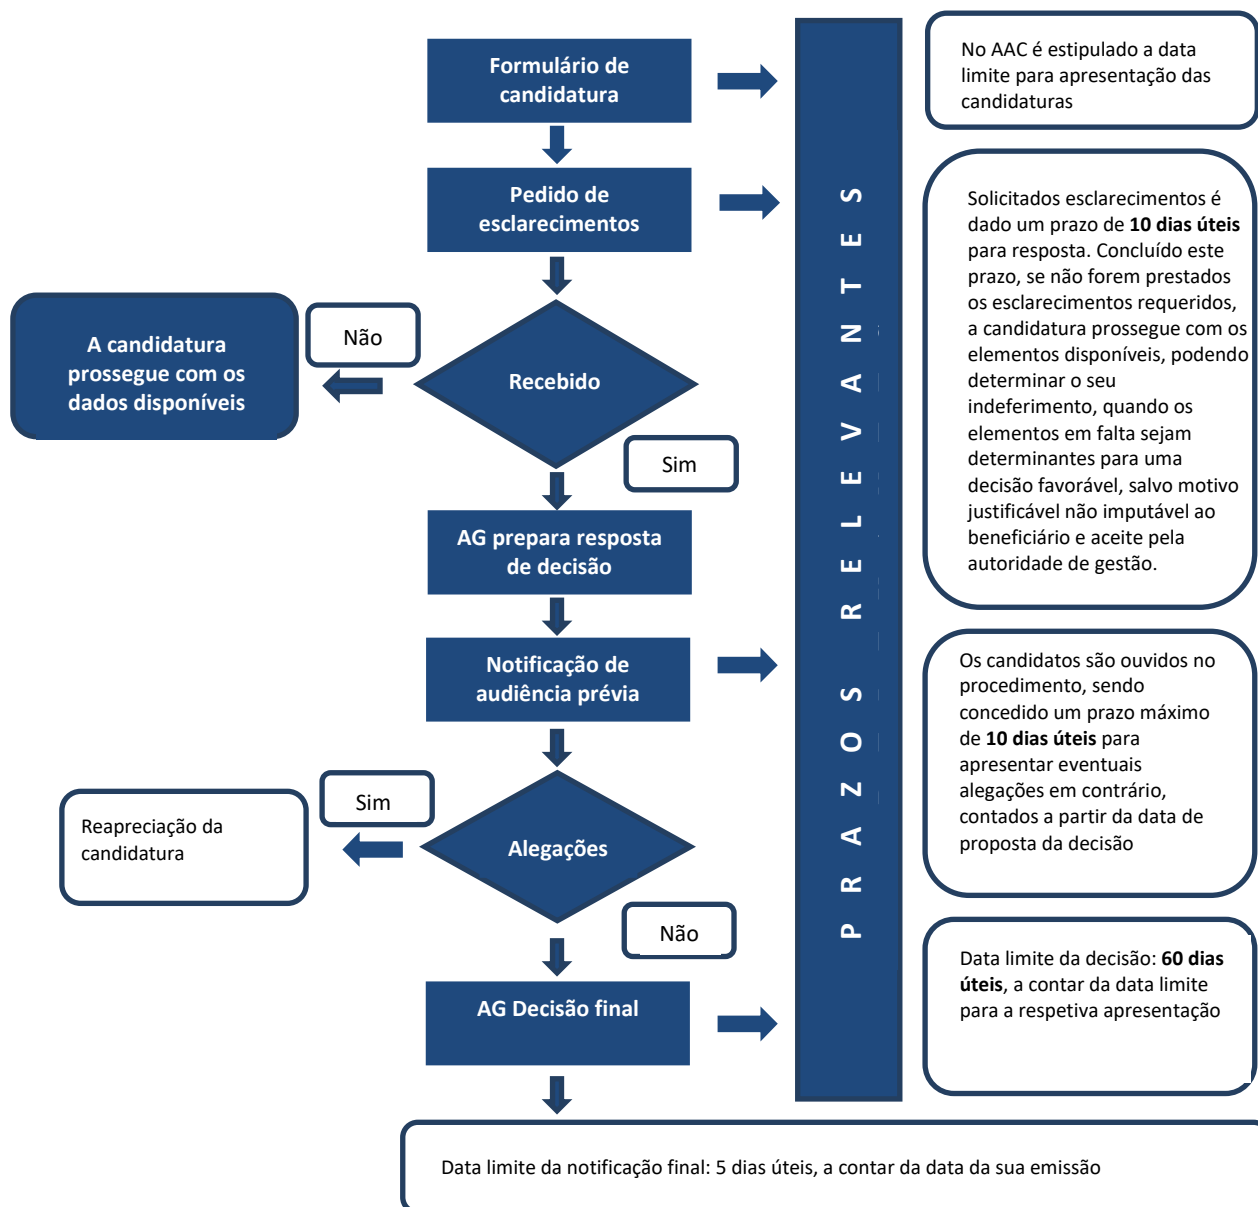 Formulário de
candidatura
No AAC é estipulado a data
limite para apresentação das
candidaturas
Pedido de
esclarecimentos
Solicitados esclarecimentos é
dado um prazo de 10 dias úteis
para resposta. Concluído este
prazo, se não forem prestados
os esclarecimentos requeridos,
a candidatura prossegue com os
elementos disponíveis, podendo
determinar o seu
indeferimento, quando os
elementos em falta sejam
determinantes para uma
decisão favorável, salvo motivo
justificável não imputável ao
beneficiário e aceite pela
autoridade de gestão.
Recebido
Não
A candidatura
prossegue com os
dados disponíveis
Sim
AG prepara resposta
de decisão
Notificação de
audiência prévia
Os candidatos são ouvidos no
procedimento, sendo
concedido um prazo máximo
de 10 dias úteis para
apresentar eventuais
alegações em contrário,
contados a partir da data de
proposta da decisão
Alegações
Sim
Reapreciação da
candidatura
Não
AG Decisão final
Data limite da decisão: 60 dias
úteis, a contar da data limite
para a respetiva apresentação
PRAZOS RELEVANTES
Data limite da notificação final: 5 dias úteis, a contar da data da sua emissão